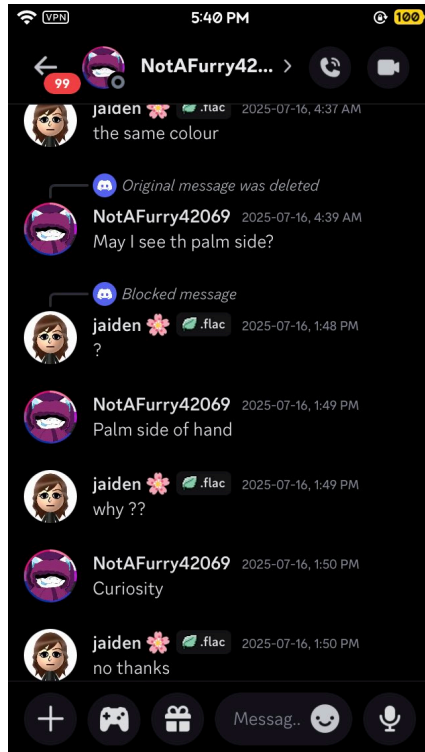 VPN 5:40 PM 100
99 NotAFurry42... >
jaiden 🌸 .flac 2025-07-16, 4:37 AM
the same colour
Original message was deleted
NotAFurry42069 2025-07-16, 4:39 AM
May I see th palm side?
Blocked message
jaiden 🌸 .flac 2025-07-16, 1:48 PM
?
NotAFurry42069 2025-07-16, 1:49 PM
Palm side of hand
jaiden 🌸 .flac 2025-07-16, 1:49 PM
why ??
NotAFurry42069 2025-07-16, 1:50 PM
Curiosity
jaiden 🌸 .flac 2025-07-16, 1:50 PM
no thanks
Messag..